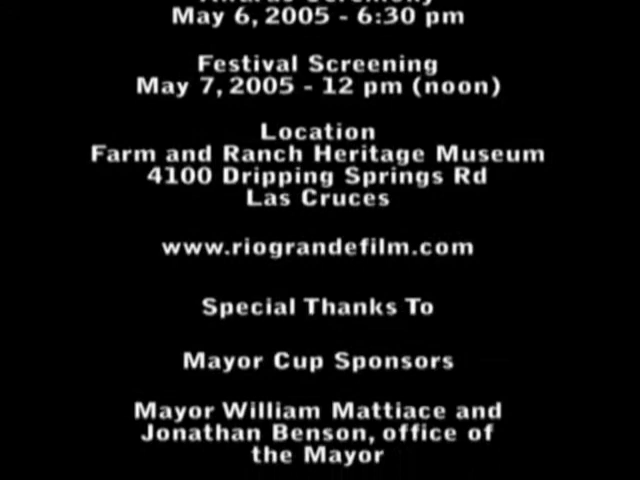 Awards Ceremony
May 6, 2005 - 6:30 pm
Festival Screening
May 7, 2005 - 12 pm (noon)
Location
Farm and Ranch Heritage Museum
4100 Dripping Springs Rd
Las Cruces
www.riograndefilm.com
Special Thanks To
Mayor Cup Sponsors
Mayor William Mattiace and
Jonathan Benson, office of
the Mayor